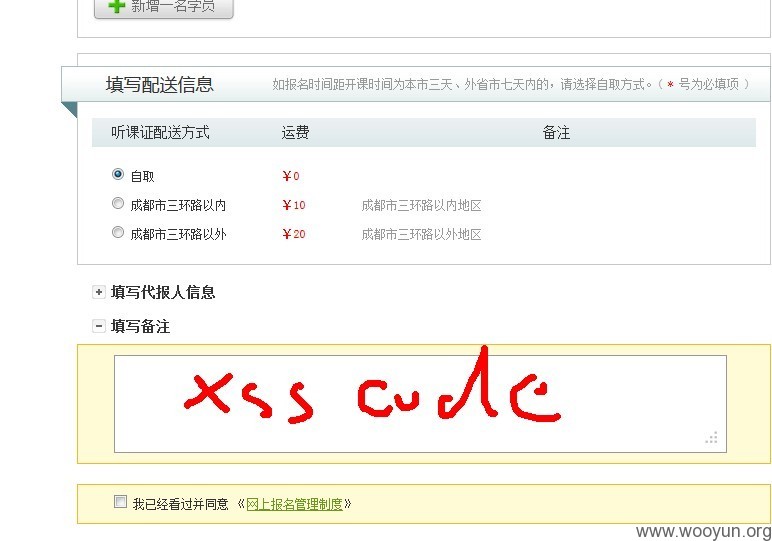 新增一名学员
填写配送信息 如报名时间距开课时间为本市三天、外省市七天内的，请选择自取方式。( * 号为必填项 )
听课证配送方式 运费 备注
自取 ￥0
成都市三环路以内 ￥10 成都市三环路以内地区
成都市三环路以外 ￥20 成都市三环路以外地区
填写代报人信息
填写备注
xss code
我已经看过并同意《网上报名管理制度》
www.wooyun.org